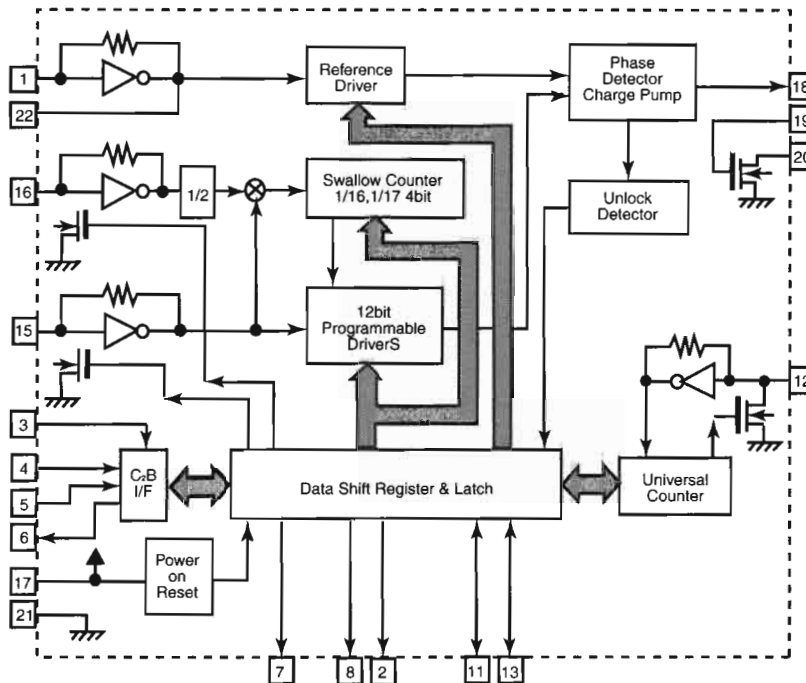 1
Reference
Driver
Phase
Detector
Charge Pump
18
22
19
20
16
1/2
Swallow Counter
1/16,1/17 4bit
Unlock
Detector
15
12bit
Programmable
DriverS
12
3
4
C₂B
I/F
5
6
Data Shift Register & Latch
Universal
Counter
17
Power
on
Reset
21
7
8
2
11
13